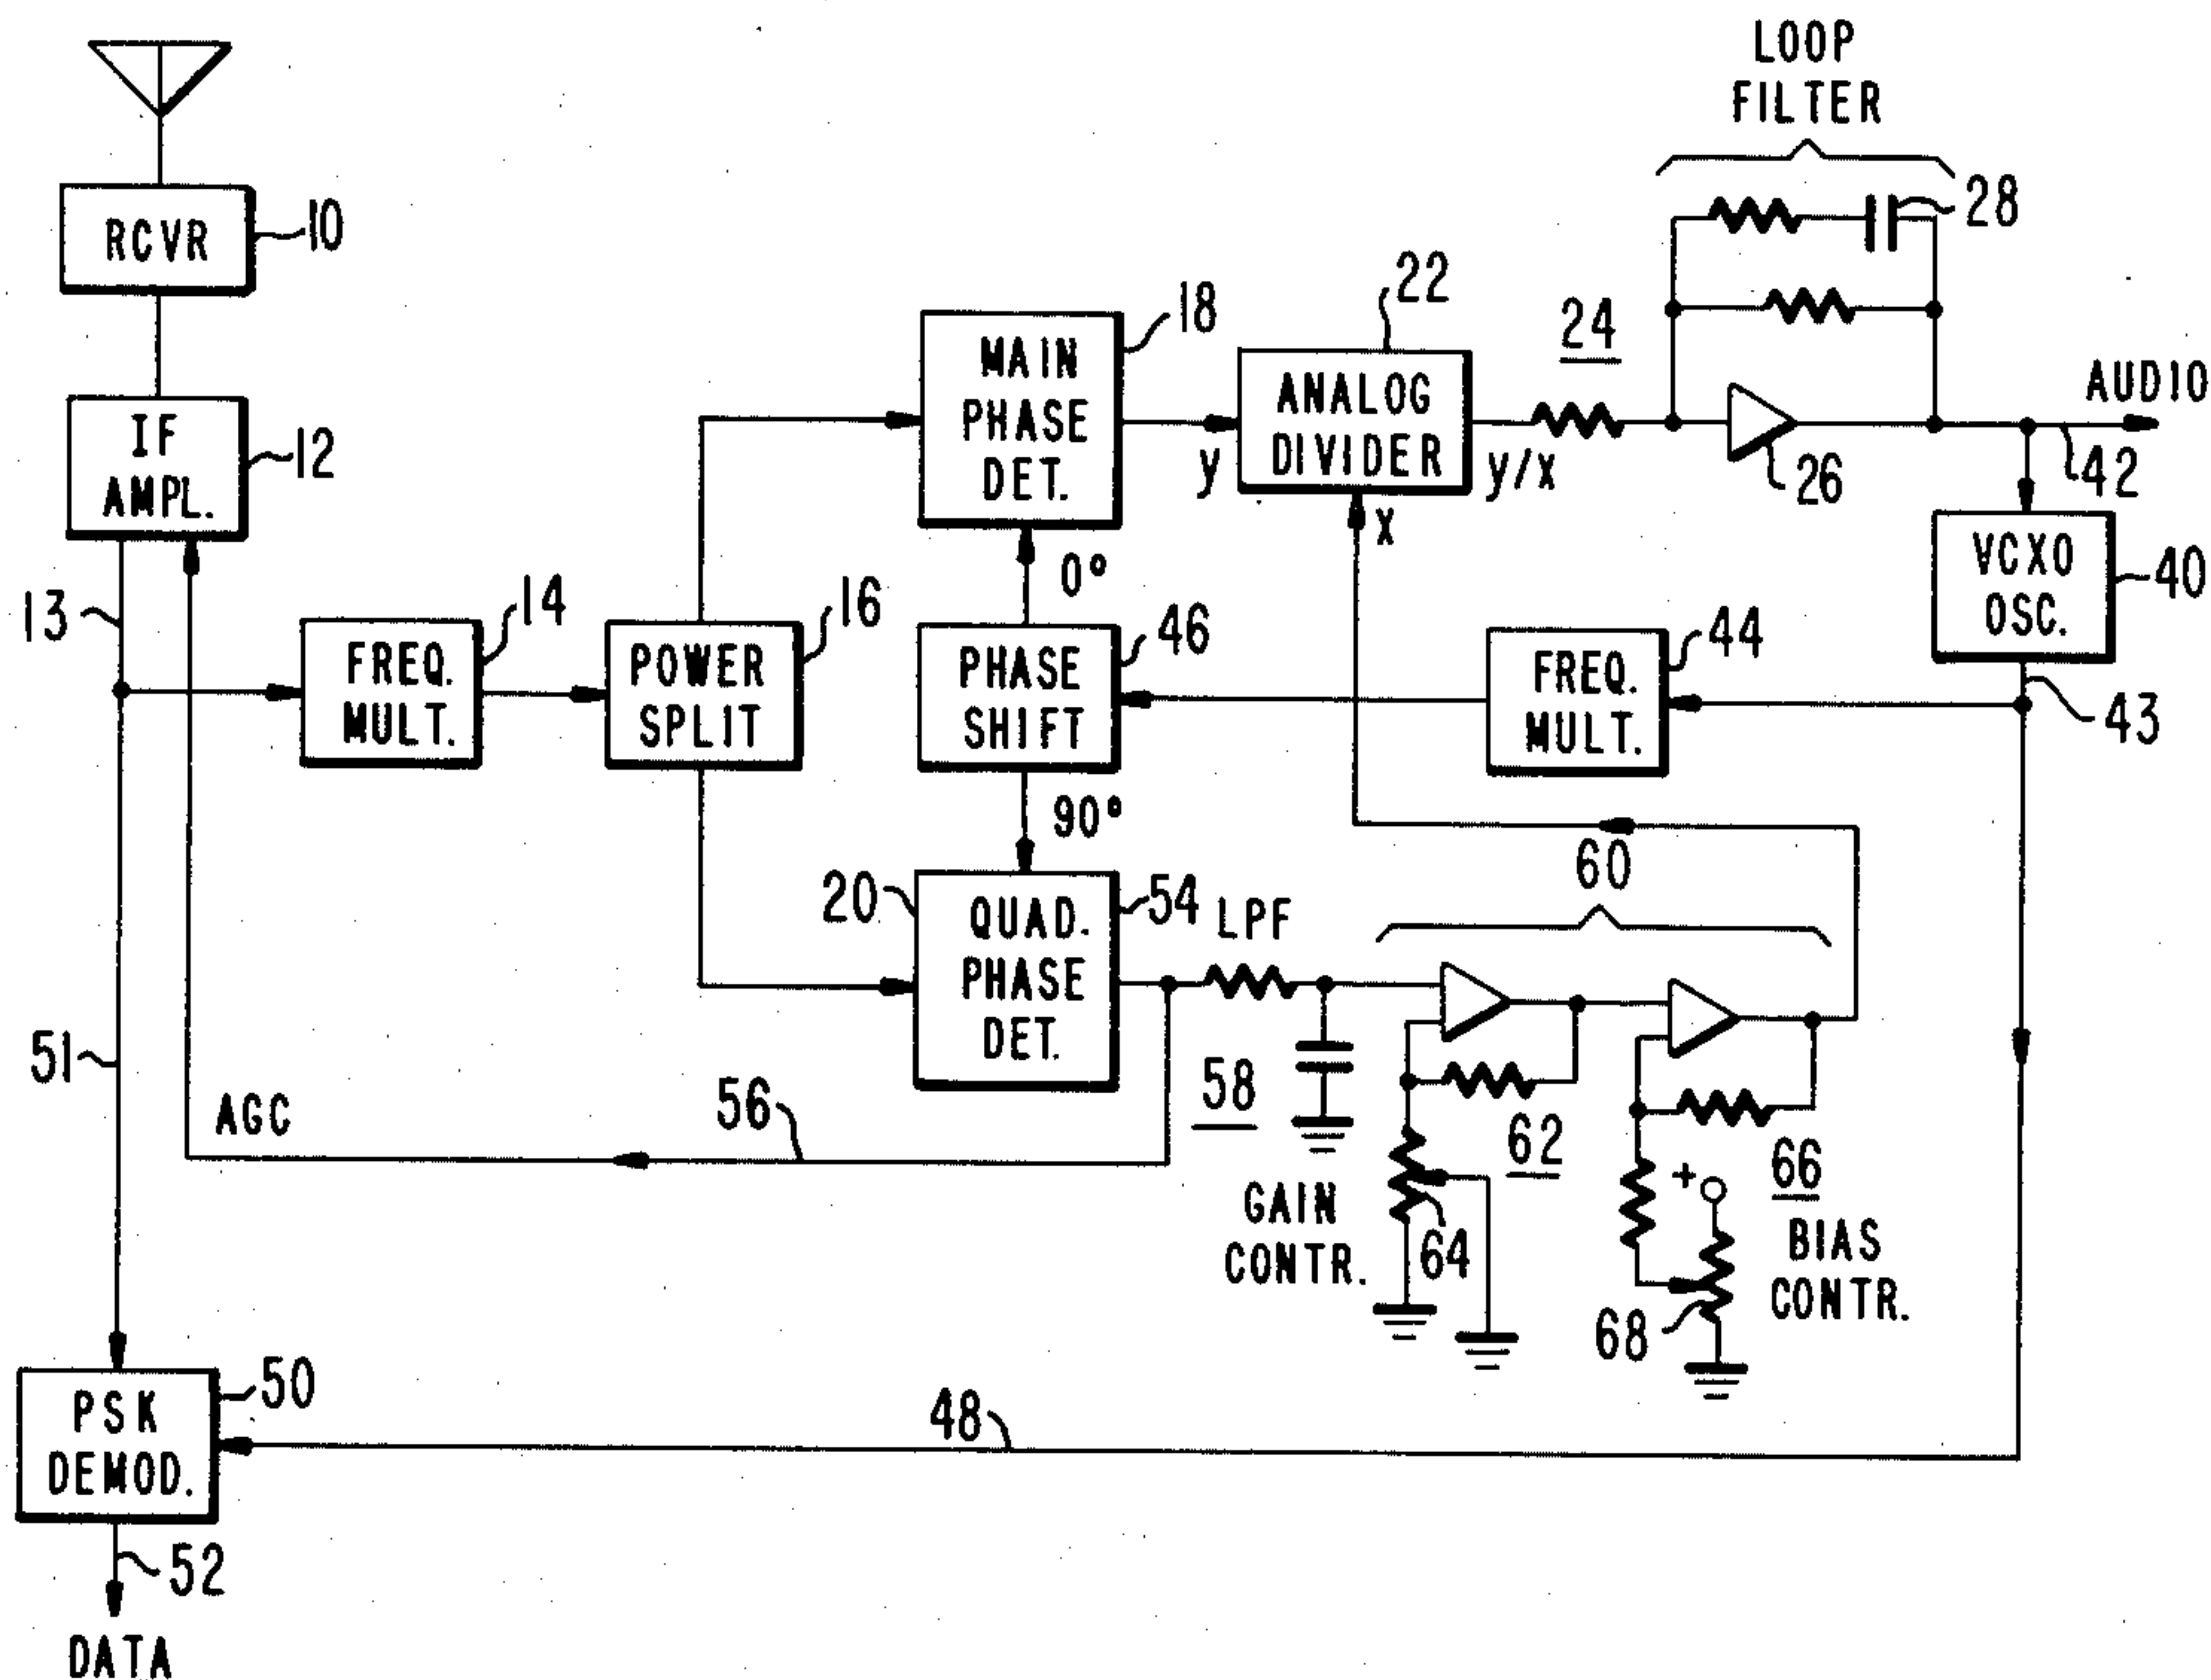 LOOP
FILTER
28
RCVR
10
22
18
24
MAIN
PHASE
DET.
ANALOG
DIVIDER
AUDIO
IF
AMPL.
12
y
y/x
26
42
x
0°
VCXO
OSC.
40
13
14
16
46
44
FREQ.
MULT.
POWER
SPLIT
PHASE
SHIFT
FREQ.
MULT.
43
90°
60
20
54
LPF
QUAD.
PHASE
DET.
51
58
AGC
56
62
66
+
GAIN
CONTR.
64
BIAS
CONTR.
68
50
PSK
DEMOD.
48
52
DATA